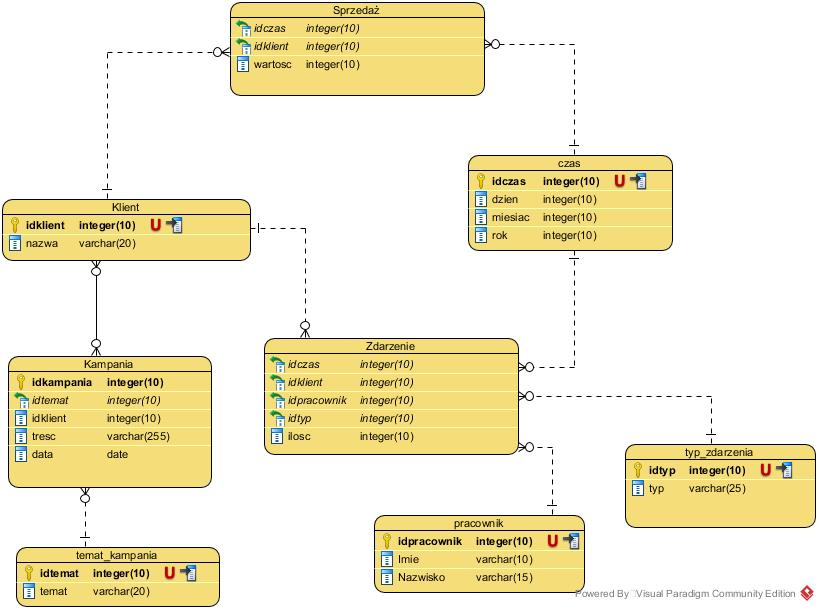 Sprzedaż
idczas integer(10)
idklient integer(10)
wartosc integer(10)
czas
idczas integer(10) U
dzien integer(10)
miesiac integer(10)
rok integer(10)
Klient
idklient integer(10) U
nazwa varchar(20)
Zdarzenie
idczas integer(10)
idklient integer(10)
idpracownik integer(10)
idtyp integer(10)
ilosc integer(10)
Kampania
idkampania integer(10)
idtemat integer(10)
idklient integer(10)
tresc varchar(255)
data date
typ_zdarzenia
idtyp integer(10) U
typ varchar(25)
pracownik
idpracownik integer(10) U
Imie varchar(10)
Nazwisko varchar(15)
temat_kampania
idtemat integer(10) U
temat varchar(20)
Powered By Visual Paradigm Community Edition